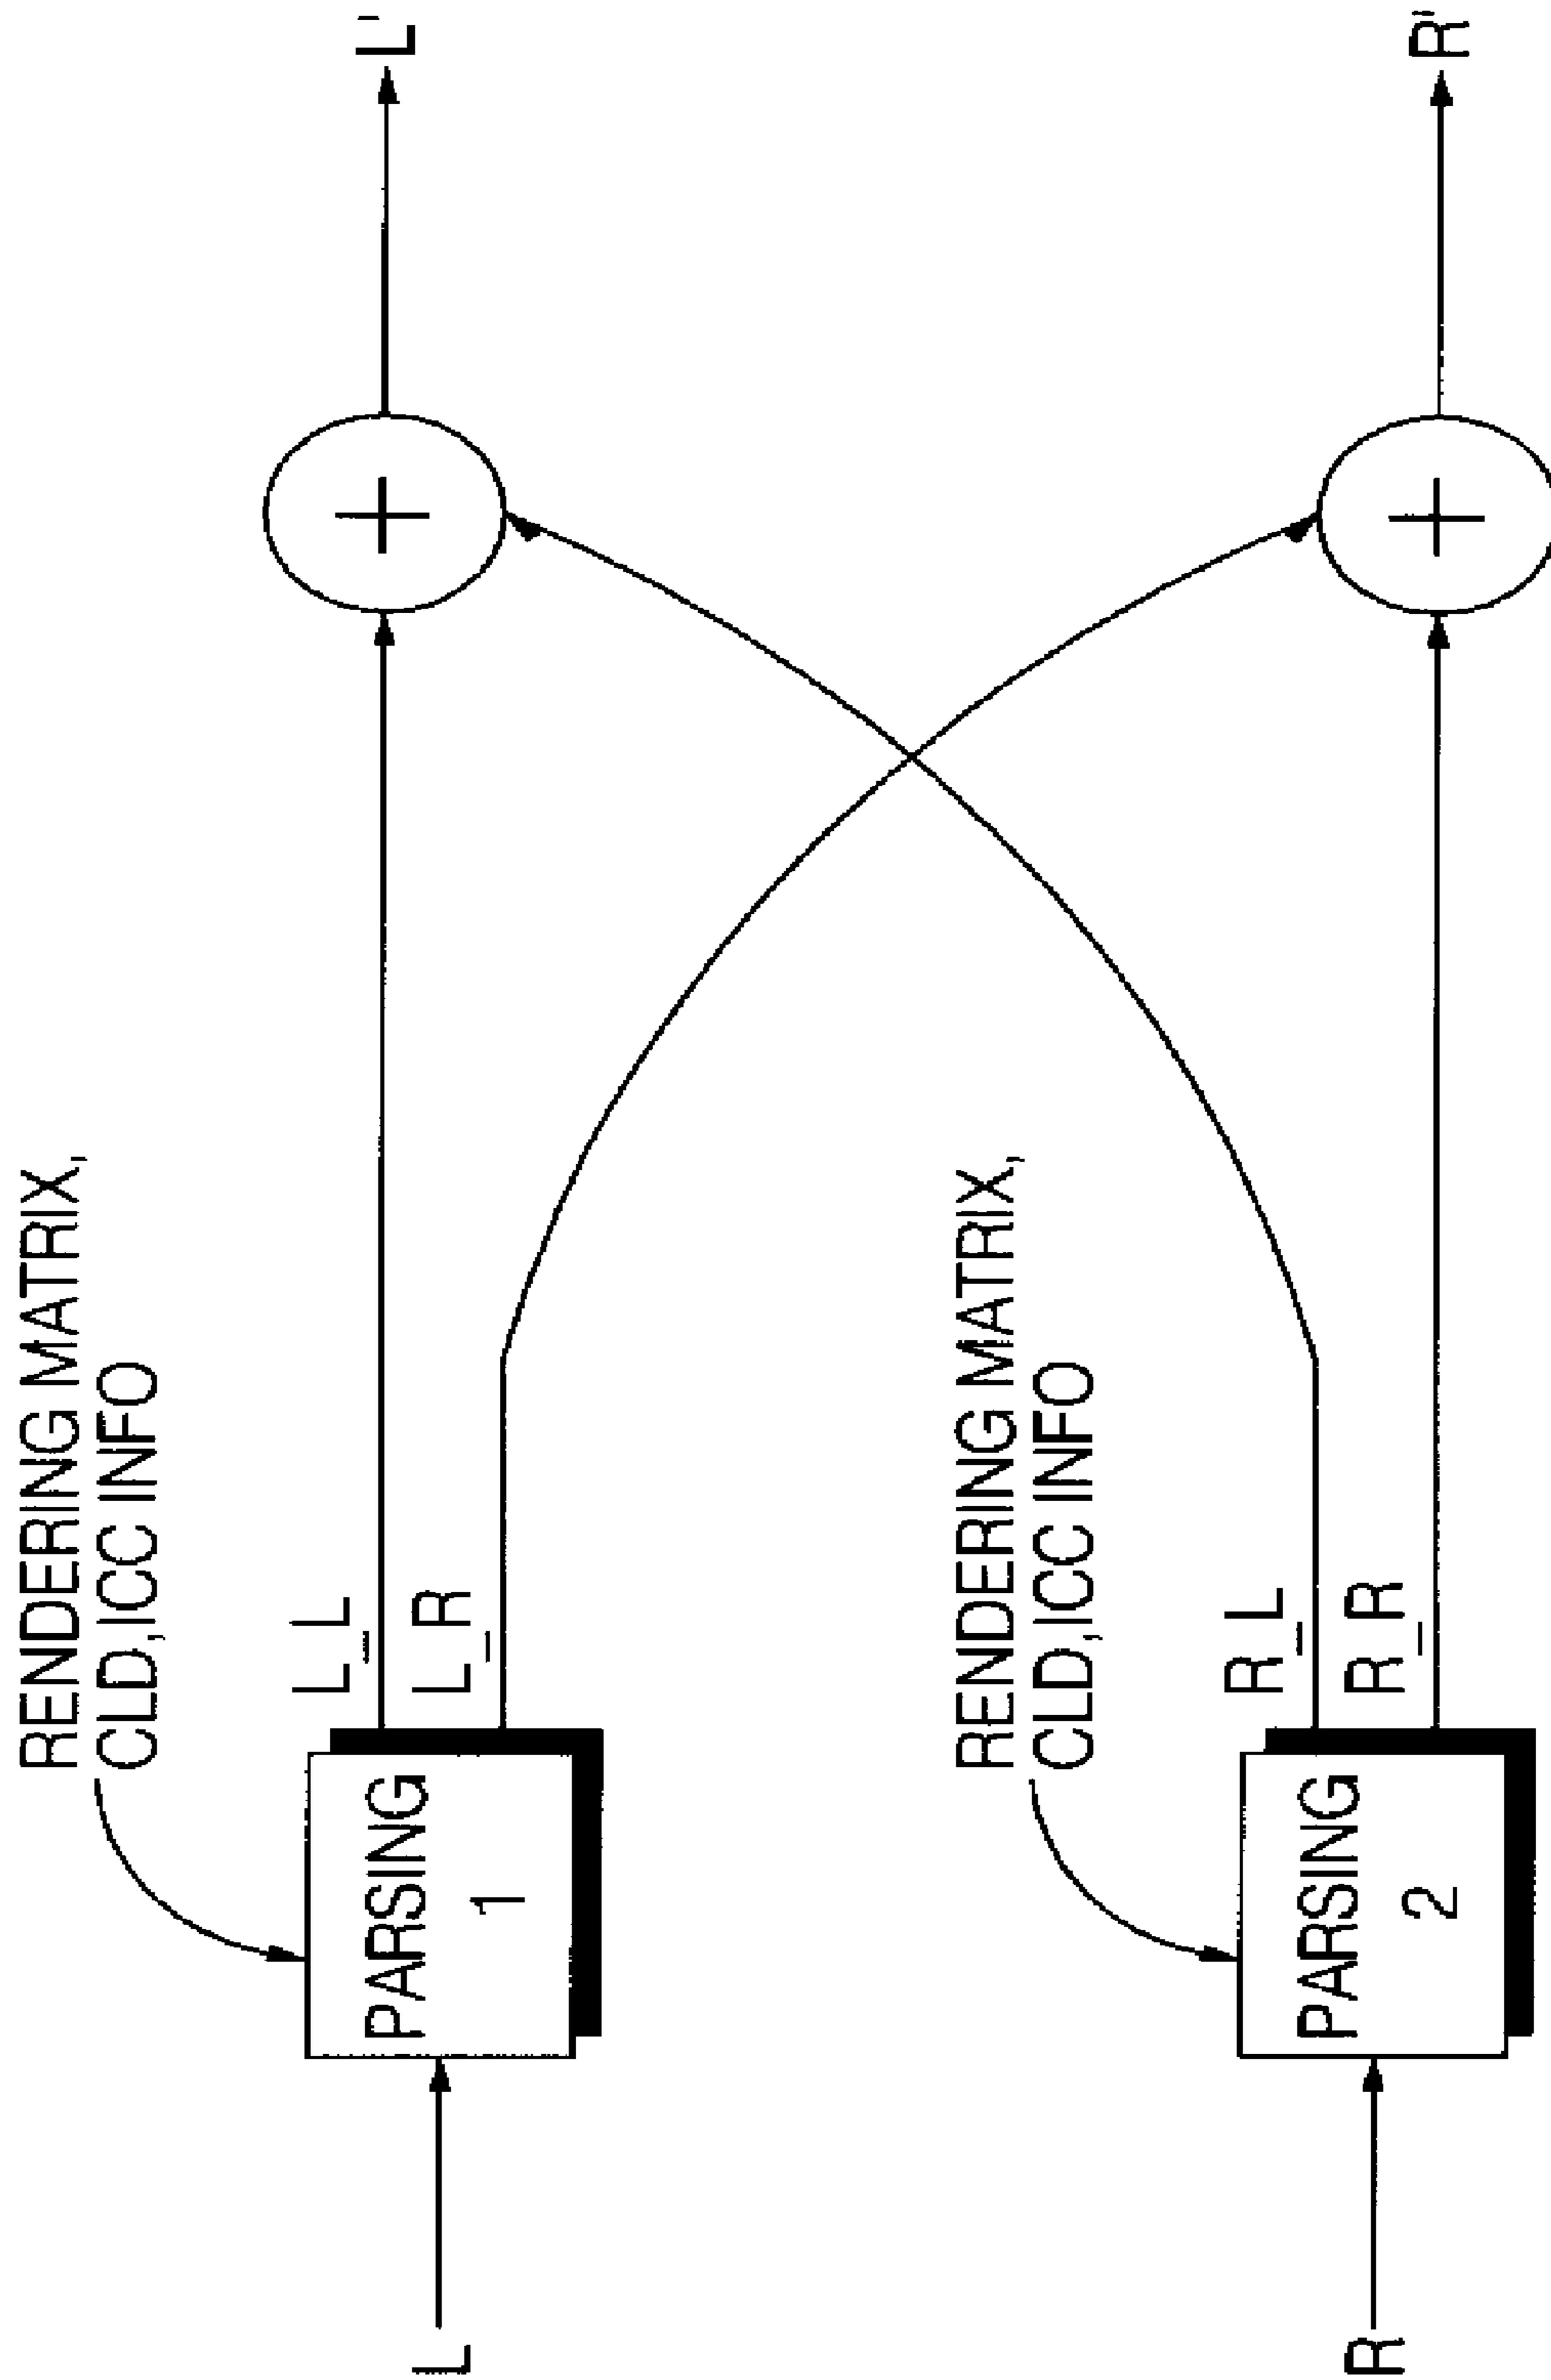 RENDERING MATRIX,
CLD,ICC INFO
L
PARSING
1
L_L
L_R
+
L'
RENDERING MATRIX,
CLD,ICC INFO
R
PARSING
2
R_L
R_R
+
R'